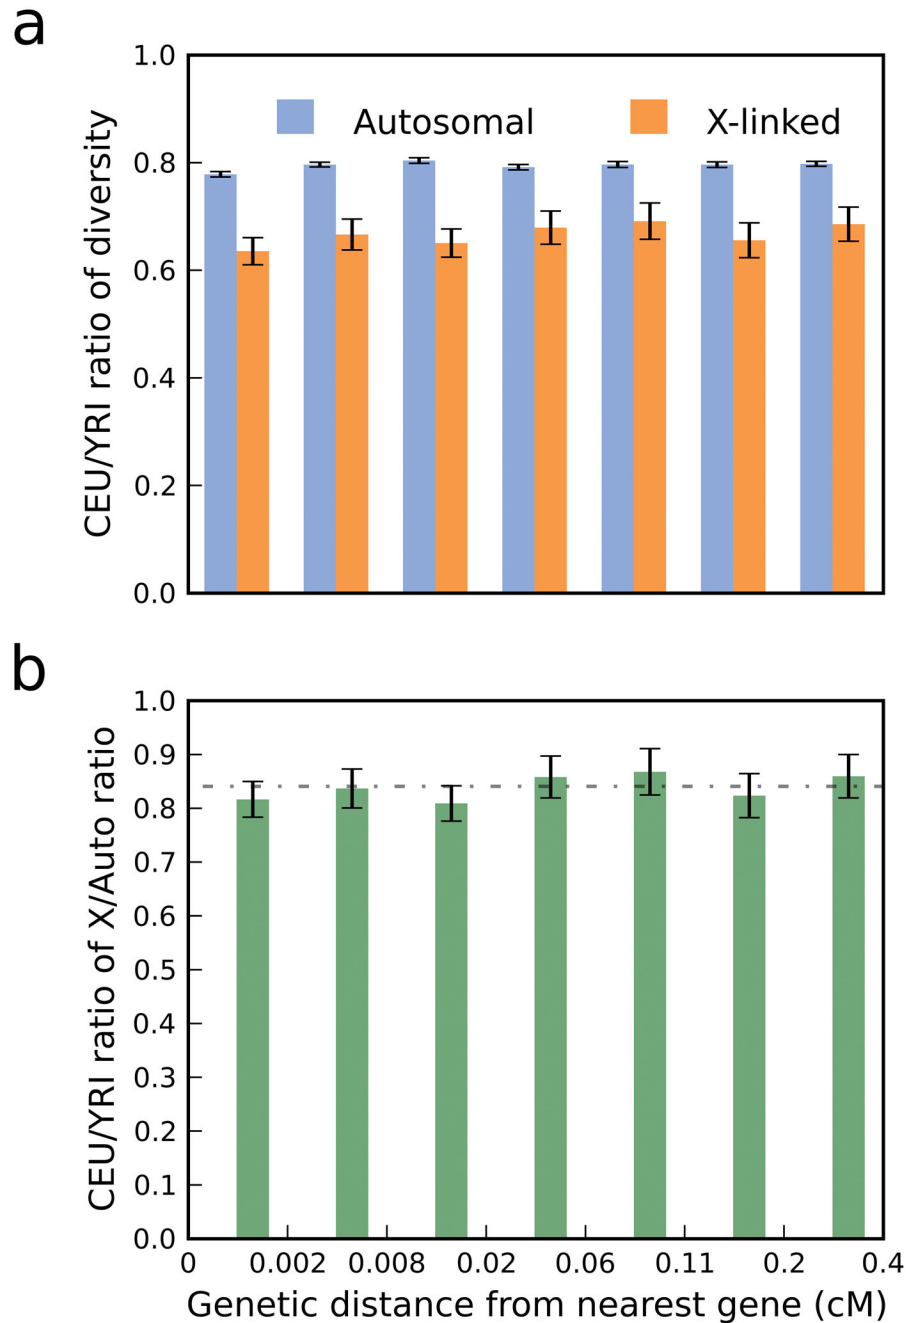 a
CEU/YRI ratio of diversity
1.0
0.8
0.6
0.4
0.2
0.0
Autosomal X-linked
b
CEU/YRI ratio of X/Auto ratio
1.0
0.9
0.8
0.7
0.6
0.5
0.4
0.3
0.2
0.1
0.0
0 0.002 0.008 0.02 0.06 0.11 0.2 0.4
Genetic distance from nearest gene (cM)